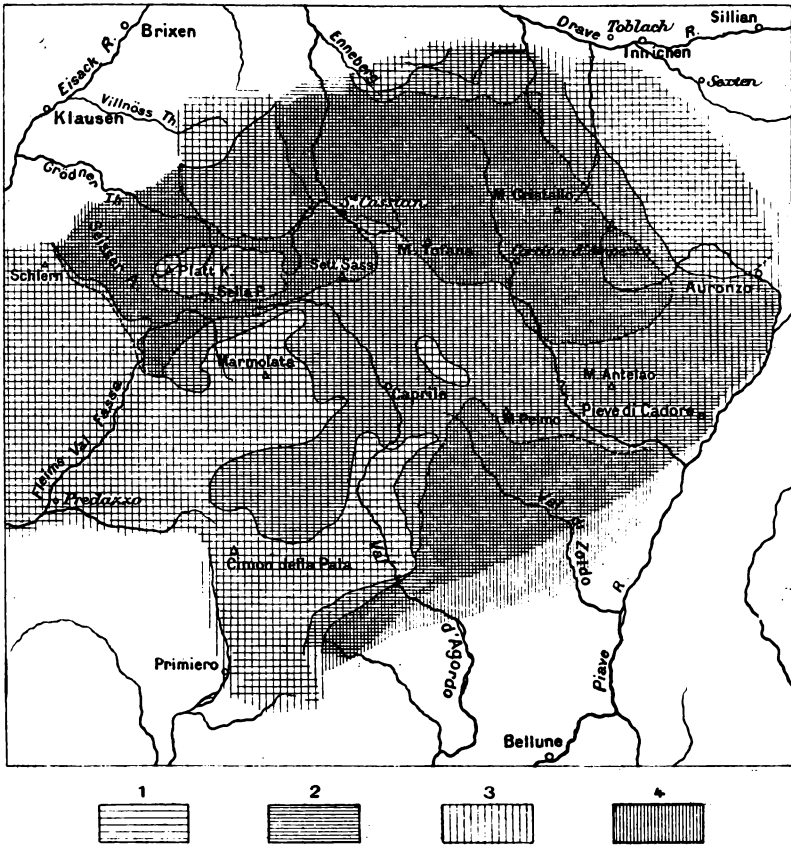 Brixen
Eisack R.
Klausen
Villnöss Th.
Grödner
Th.
Enneberg
Drave R.
Toblach
Sillian
Innichen
Sexten
St Cassian
M. Cristallo
M. Tofana
Cortina d'Ampezzo
Seisser A.
Schlern
Platt K.
Sella P.
Sett Sass
Auronzo
Marmolata
Caprile
M. Antelao
M. Pelmo
Pieve di Cadore
Fleims Val Fassa
Predazzo
Cimon della Pala
Val
d'Agordo
Val di
Zoldo
R
Piave
Primiero
Bellune
1 2 3 4